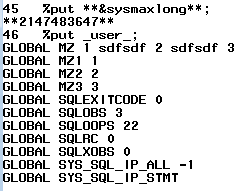 45 %put **&sysmaxlong**;
**2147483647**
46 %put _user_;
GLOBAL MZ 1 sdfsdf 2 sdfsdf 3
GLOBAL MZ1 1
GLOBAL MZ2 2
GLOBAL MZ3 3
GLOBAL SQLEXITCODE 0
GLOBAL SQLOBS 3
GLOBAL SQLOOPS 22
GLOBAL SQLRC 0
GLOBAL SQLXOBS 0
GLOBAL SYS_SQL_IP_ALL -1
GLOBAL SYS_SQL_IP_STMT